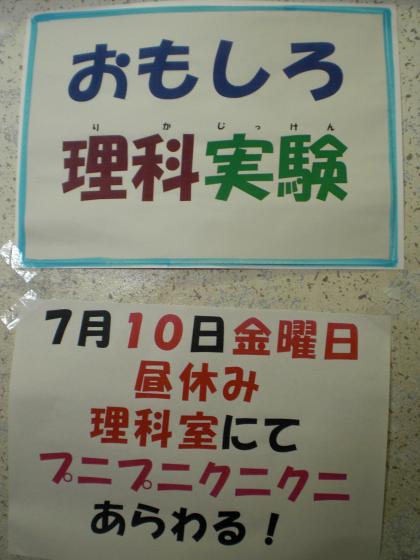 おもしろ
りかじっけん
理科実験
7月10日金曜日
昼休み
理科室にて
プニプニクニクニ
あらわる!